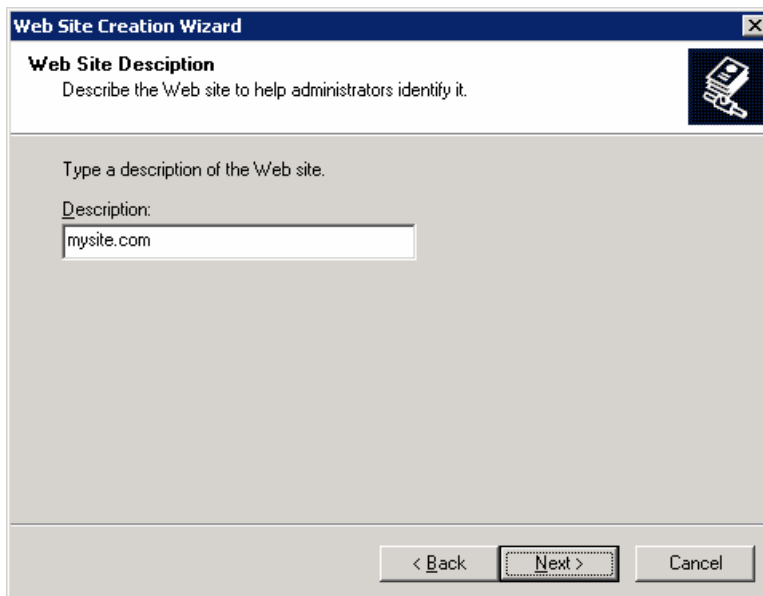 Web Site Creation Wizard
Web Site Desciption
Describe the Web site to help administrators identify it.
Type a description of the Web site.
Description:
mysite.com
< Back
Next >
Cancel